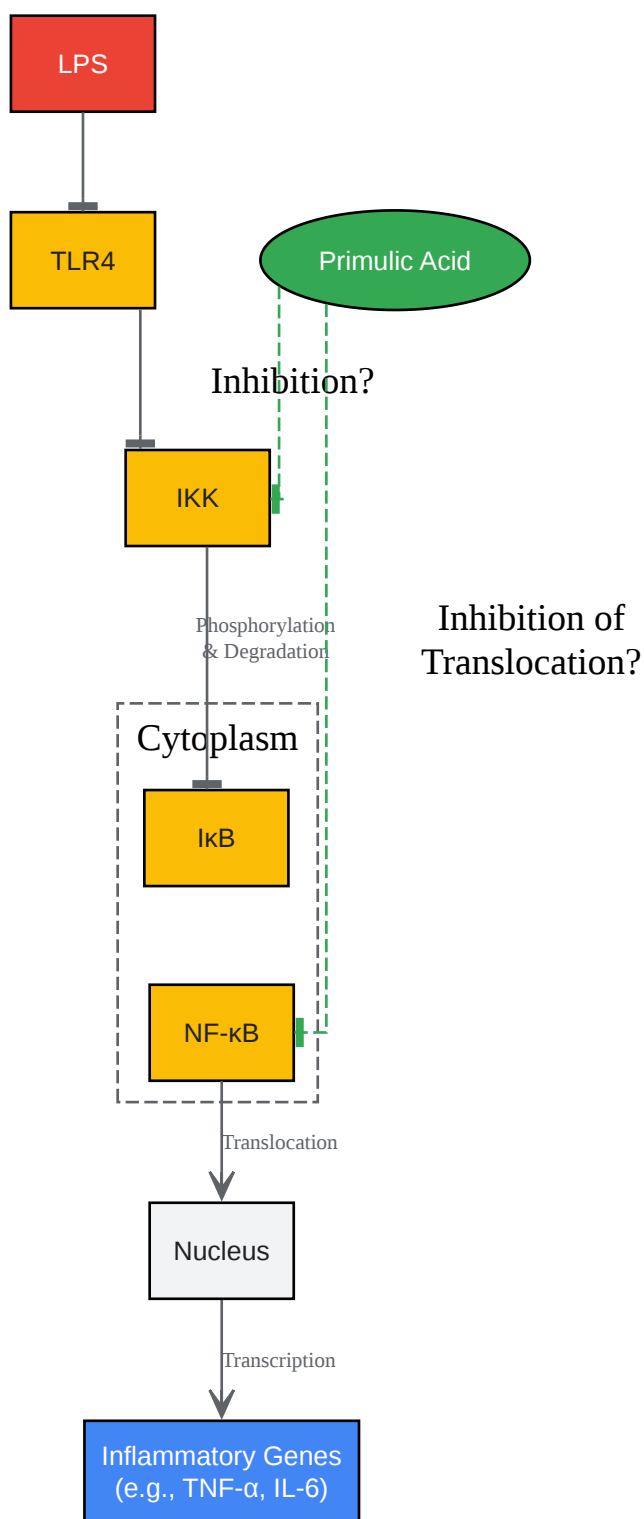 LPS
TLR4
Primulic Acid
Inhibition?
IKK
Phosphorylation
& Degradation
Inhibition of
Translocation?
Cytoplasm
IκB
NF-κB
Translocation
Nucleus
Transcription
Inflammatory Genes
(e.g., TNF-α, IL-6)